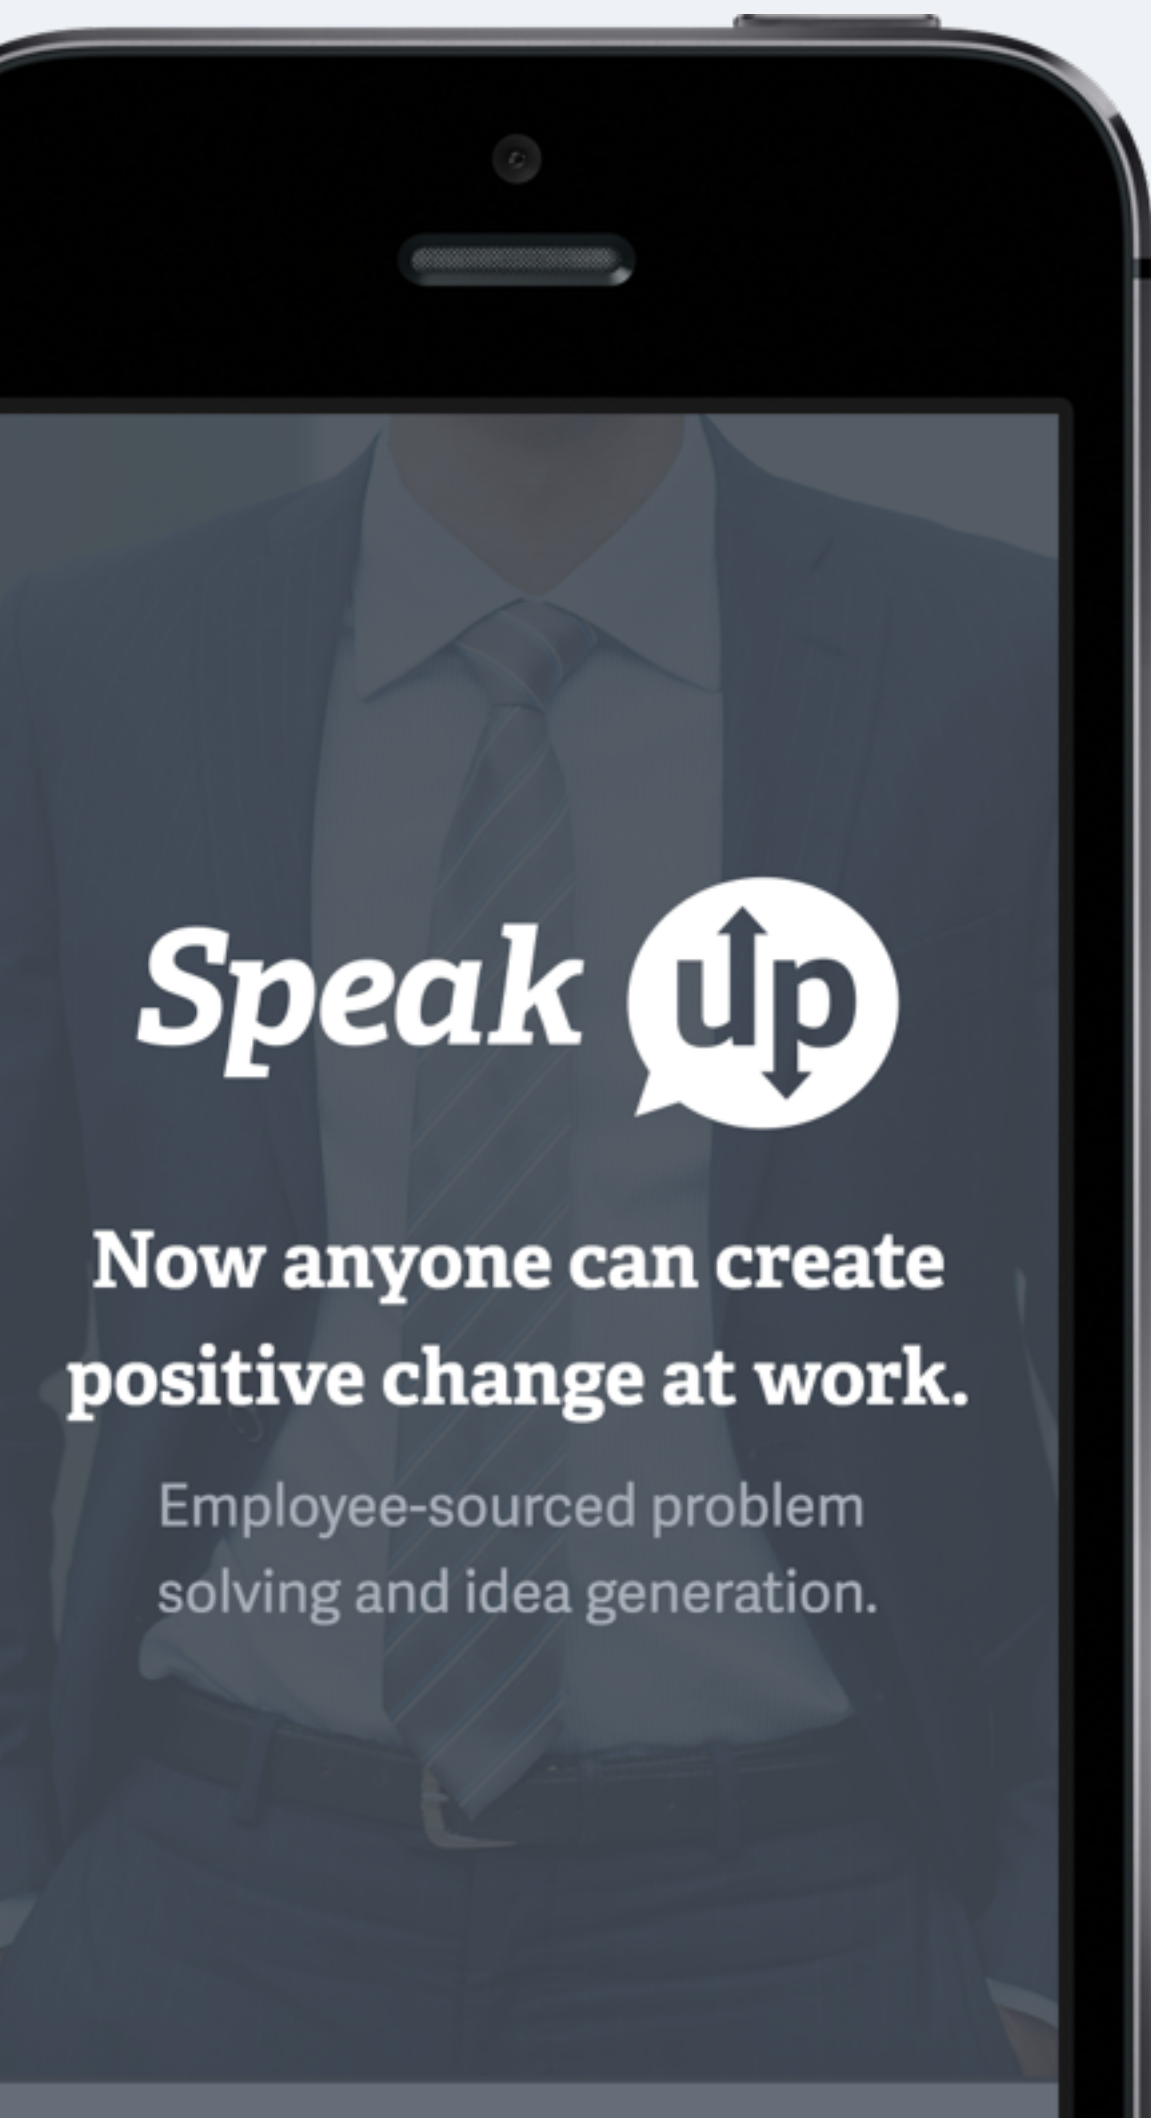 Speak up
Now anyone can create
positive change at work.
Employee-sourced problem
solving and idea generation.